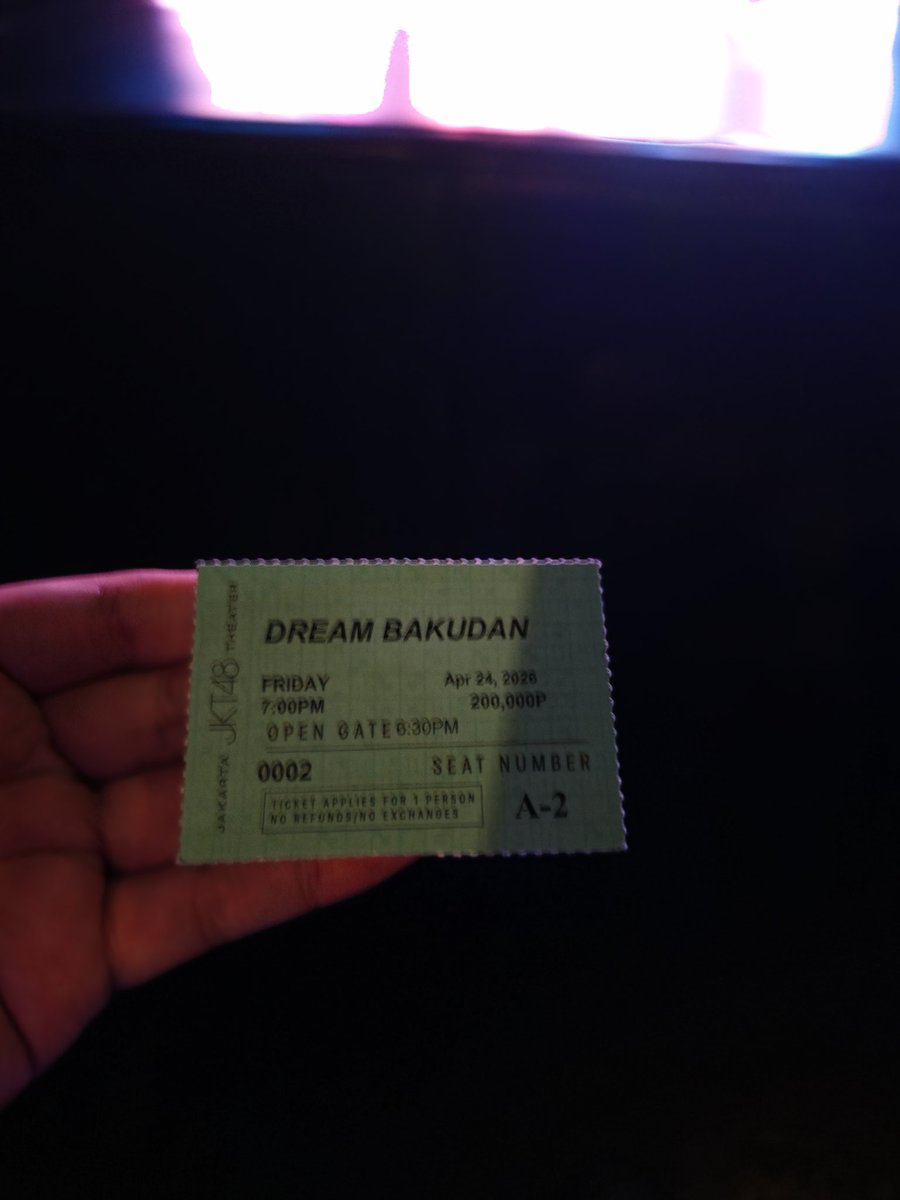 DREAM BAKUDAN
FRIDAY Apr 24, 2026
7:00PM 200,000P
OPEN GATE 6:30PM
0002 SEAT NUMBER
TICKET APPLIES FOR 1 PERSON
NO REFUNDS/NO EXCHANGES
A-2
JAKARTA JKT48 THEATER